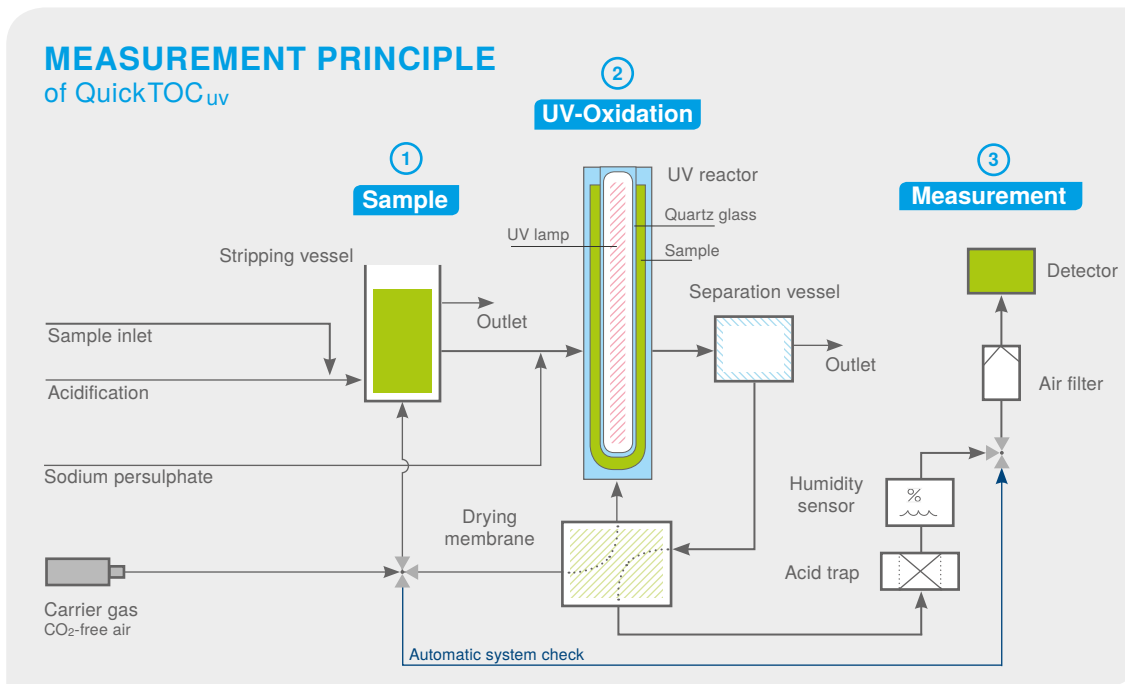 MEASUREMENT PRINCIPLE
of QuickTOCuv
1
Sample
2
UV-Oxidation
3
Measurement
Stripping vessel
Outlet
Sample inlet
Acidification
Sodium persulphate
UV reactor
Quartz glass
UV lamp
Sample
Separation vessel
Outlet
Detector
Air filter
Humidity
sensor
%
Acid trap
Drying
membrane
Carrier gas
CO₂-free air
Automatic system check